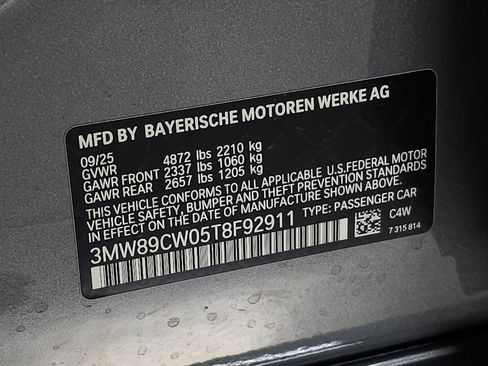 MFD BY BAYERISCHE MOTOREN WERKE AG
09/25
GVWR 4872 lbs 2210 kg
GAWR FRONT 2337 lbs 1060 kg
GAWR REAR 2657 lbs 1205 kg
THIS VEHICLE CONFORMS TO ALL APPLICABLE U.S.FEDERAL MOTOR
VEHICLE SAFETY, BUMPER, AND THEFT PREVENTION STANDARDS
IN EFFECT ON THE DATE OF MANUFACTURE SHOWN ABOVE.
3MW89CW05T8F92911 TYPE: PASSENGER CAR
C4W
7 315 814